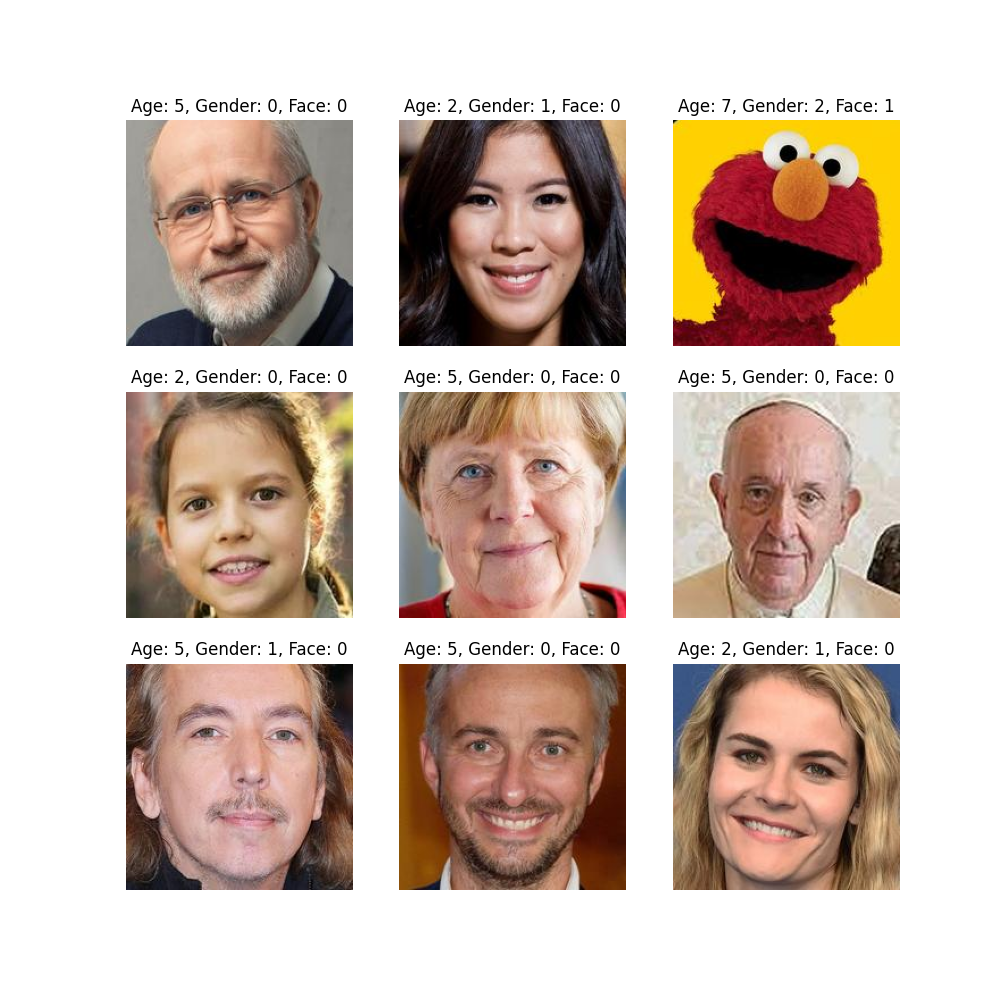 Age: 5, Gender: 0, Face: 0
Age: 2, Gender: 1, Face: 0
Age: 7, Gender: 2, Face: 1
Age: 2, Gender: 0, Face: 0
Age: 5, Gender: 0, Face: 0
Age: 5, Gender: 0, Face: 0
Age: 5, Gender: 1, Face: 0
Age: 5, Gender: 0, Face: 0
Age: 2, Gender: 1, Face: 0